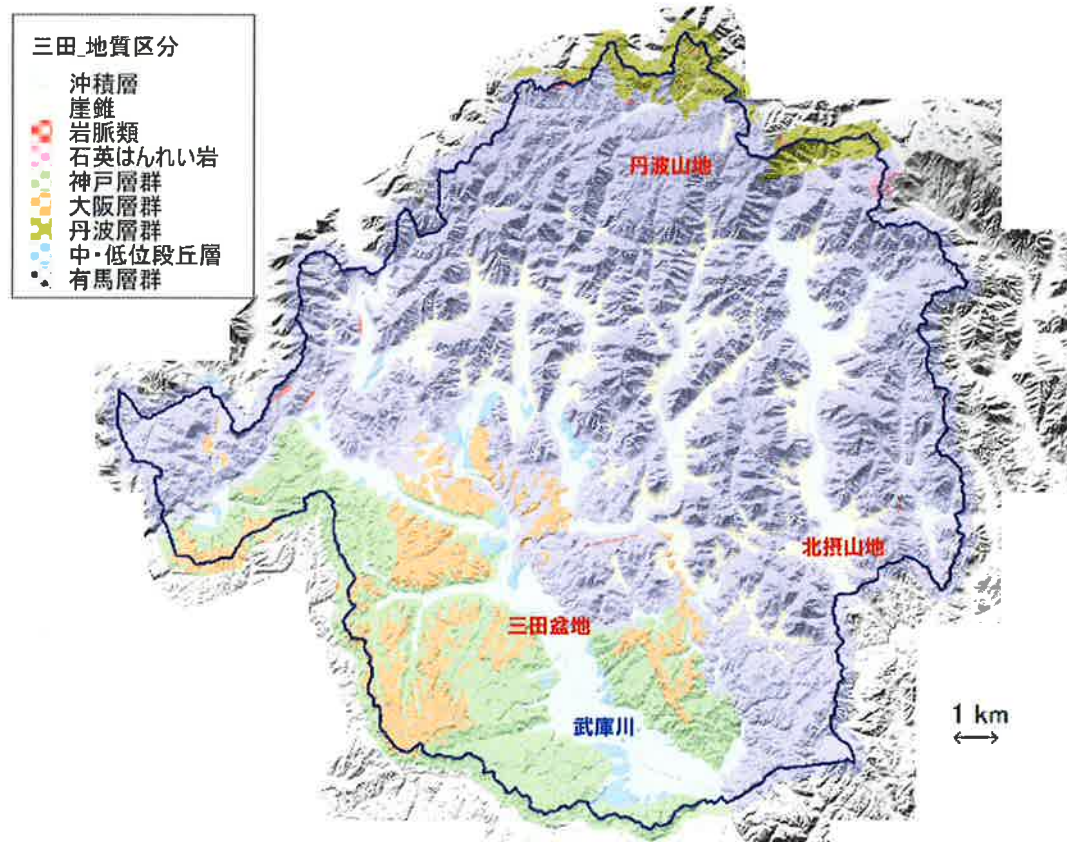 三田_地質区分
沖積層
崖錐
岩脈類
石英はんれい岩
神戸層群
大阪層群
丹波層群
中・低位段丘層
有馬層群
丹波山地
北摂山地
三田盆地
武庫川
1 km